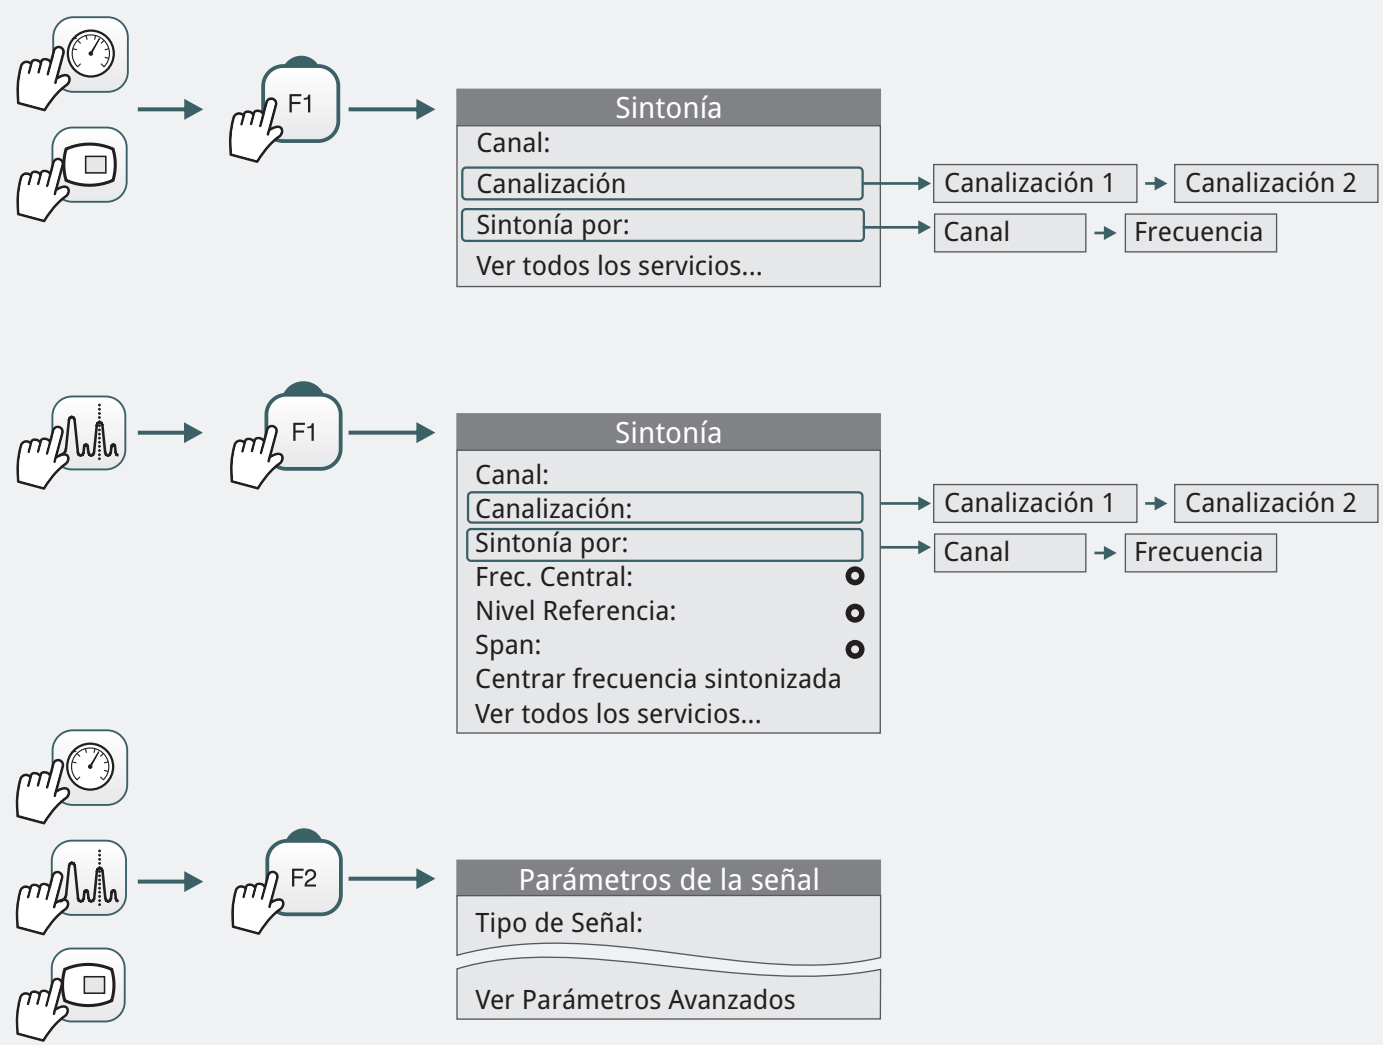 F1
Sintonía
Canal:
Canalización
Canalización 1
Canalización 2
Sintonía por:
Canal
Frecuencia
Ver todos los servicios...
F1
Sintonía
Canal:
Canalización:
Canalización 1
Canalización 2
Sintonía por:
Canal
Frecuencia
Frec. Central:
Nivel Referencia:
Span:
Centrar frecuencia sintonizada
Ver todos los servicios...
F2
Parámetros de la señal
Tipo de Señal:
Ver Parámetros Avanzados